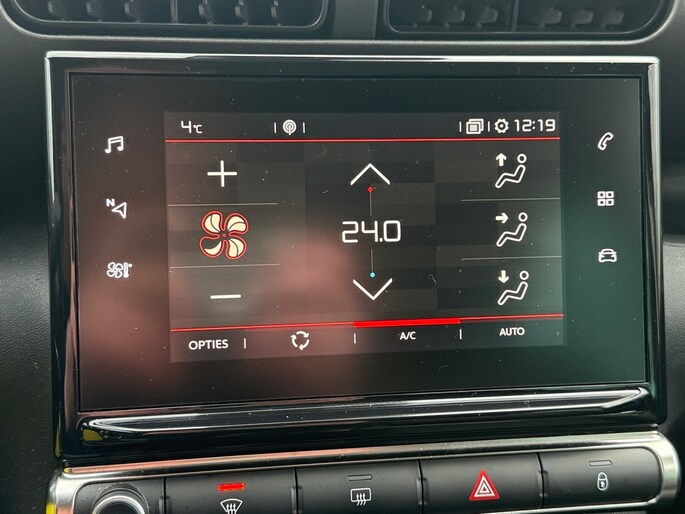 4°C 12:19
N
24.0
OPTIES A/C AUTO